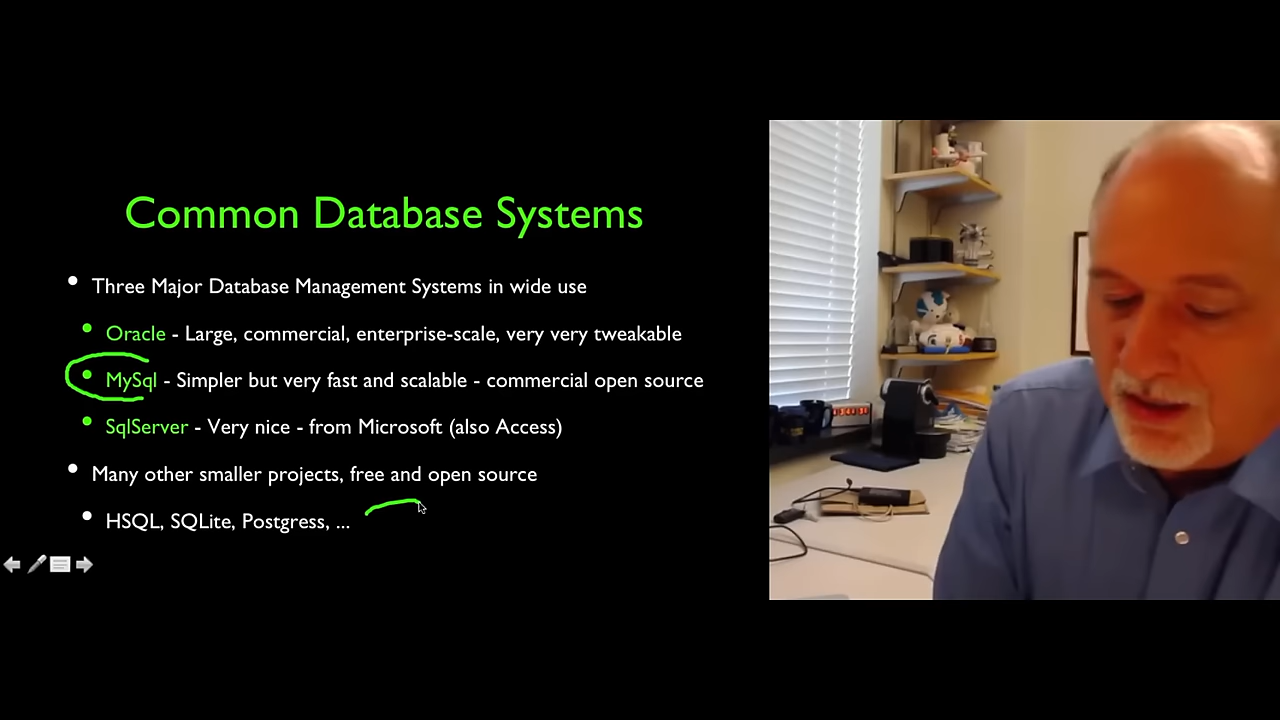 Common Database Systems
• Three Major Database Management Systems in wide use
• Oracle - Large, commercial, enterprise-scale, very very tweakable
• MySql - Simpler but very fast and scalable - commercial open source
• SqlServer - Very nice - from Microsoft (also Access)
• Many other smaller projects, free and open source
• HSQL, SQLite, Postgress, ...